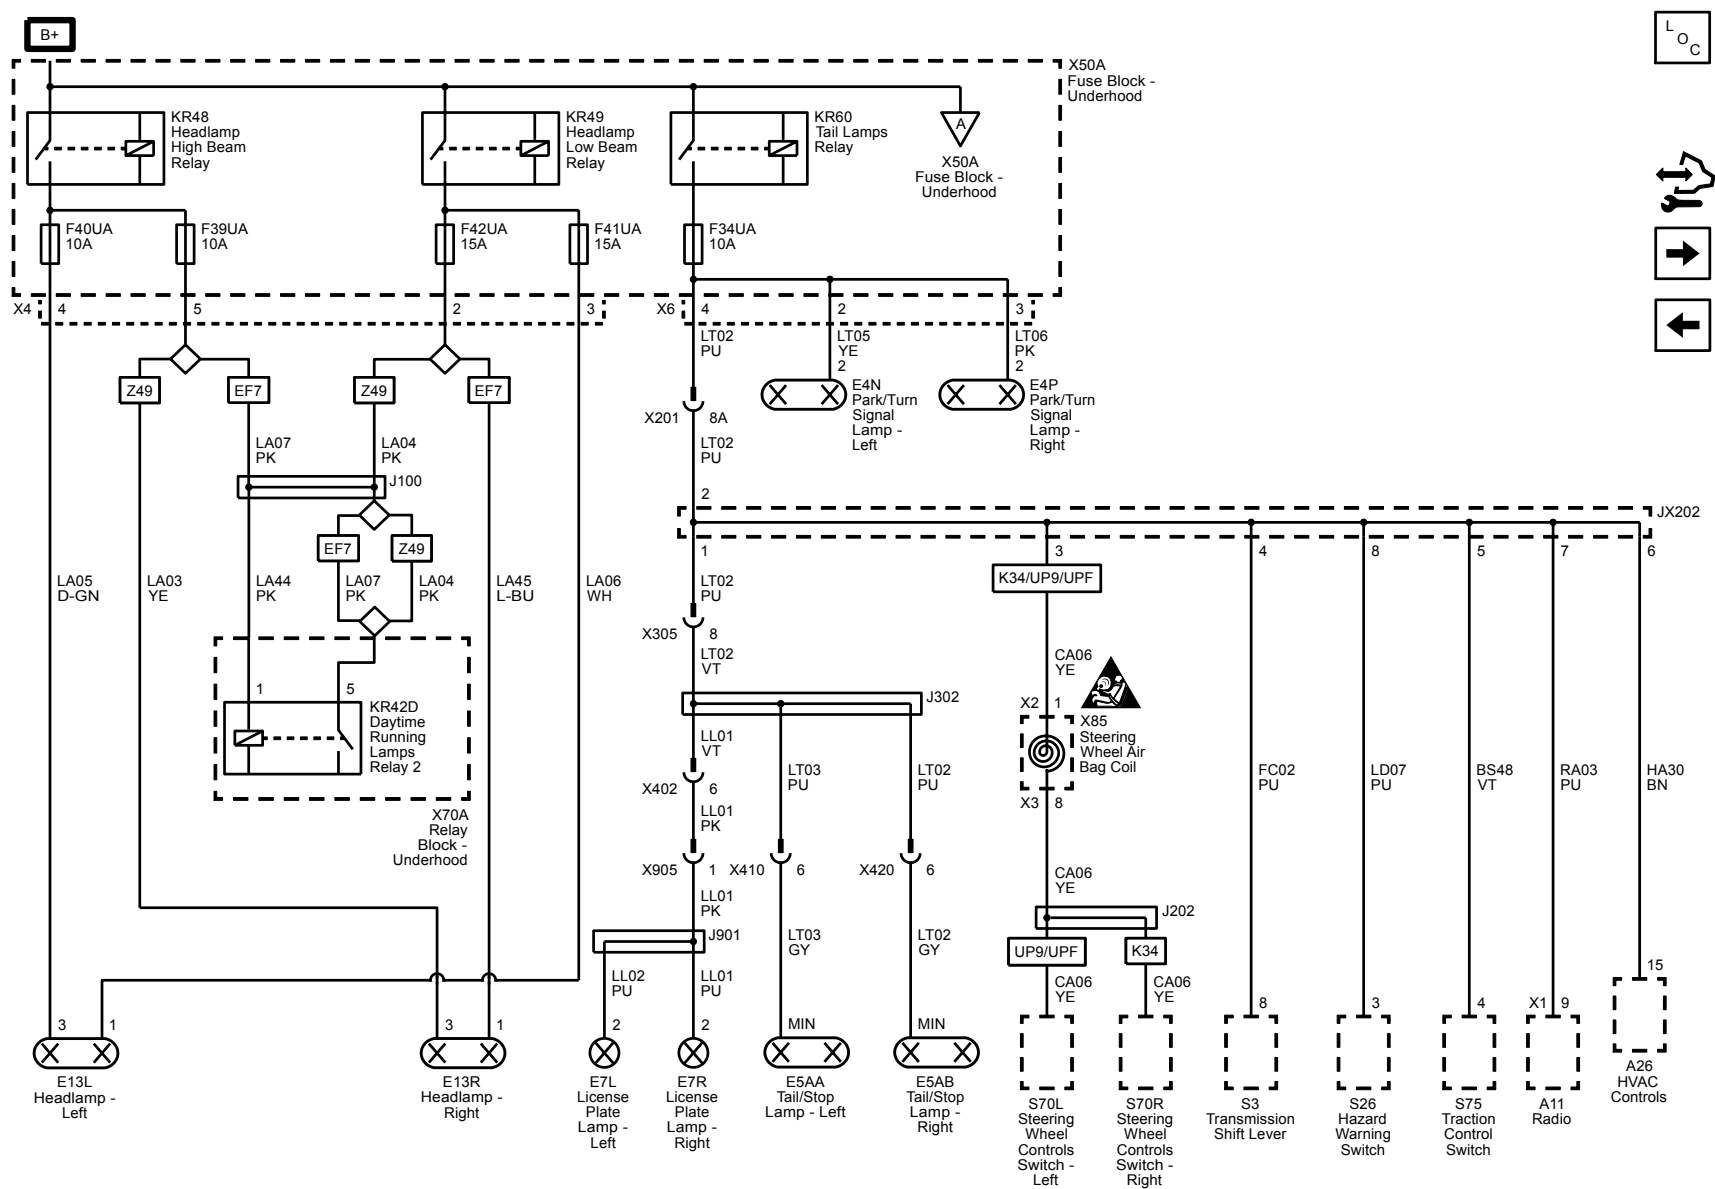 B+
L
O
C
X50A
Fuse Block -
Underhood
KR48
Headlamp
High Beam
Relay
KR49
Headlamp
Low Beam
Relay
KR60
Tail Lamps
Relay
A
X50A
Fuse Block -
Underhood
F40UA
10A
F39UA
10A
F42UA
15A
F41UA
15A
F34UA
10A
X4 4 5 2 3 X6 4 2 3
LT02
PU
LT05
YE
2
LT06
PK
2
Z49
EF7
Z49
EF7
E4N
Park/Turn
Signal
Lamp -
Left
E4P
Park/Turn
Signal
Lamp -
Right
X201 8A
LA07
PK
LA04
PK
LT02
PU
J100
2
JX202
EF7
Z49
1 3 4 8 5 7 6
K34/UP9/UPF
LA05
D-GN
LA03
YE
LA44
PK
LA07
PK
LA04
PK
LA45
L-BU
LA06
WH
LT02
PU
X305 8
LT02
VT
CA06
YE
1 5
J302
X2 1
KR42D
Daytime
Running
Lamps
Relay 2
X85
Steering
Wheel Air
Bag Coil
LL01
VT
LT03
PU
LT02
PU
FC02
PU
LD07
PU
BS48
VT
RA03
PU
HA30
BN
X402 6
X3 8
X70A
Relay
Block -
Underhood
LL01
PK
X905 1 X410 6 X420 6
CA06
YE
LL01
PK
J202
J901
LT03
GY
LT02
GY
UP9/UPF
K34
15
LL02
PU
LL01
PU
CA06
YE
CA06
YE
8 3 4 X1 9
3 1 3 1 2 2 MIN MIN
E13L
Headlamp -
Left
E13R
Headlamp -
Right
E7L
License
Plate
Lamp -
Left
E7R
License
Plate
Lamp -
Right
E5AA
Tail/Stop
Lamp - Left
E5AB
Tail/Stop
Lamp -
Right
S70L
Steering
Wheel
Controls
Switch -
Left
S70R
Steering
Wheel
Controls
Switch -
Right
S3
Transmission
Shift Lever
S26
Hazard
Warning
Switch
S75
Traction
Control
Switch
A11
Radio
A26
HVAC
Controls